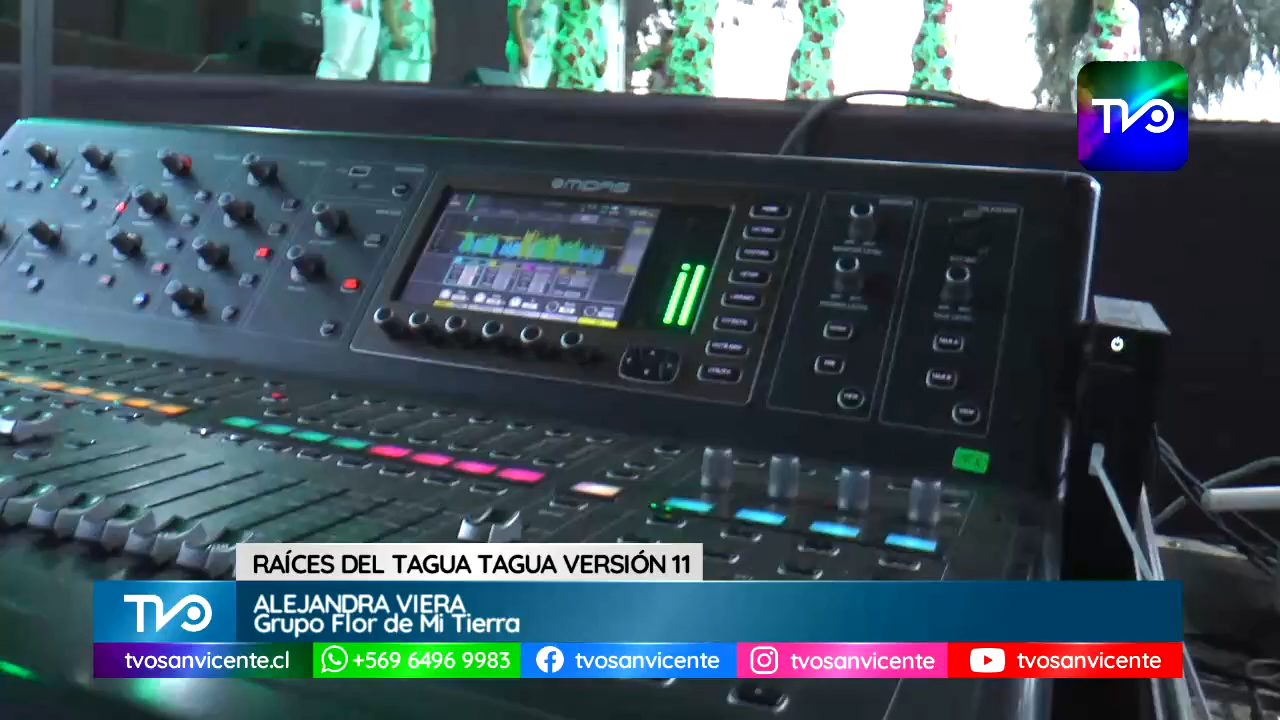 TVO
MIDAS
RAÍCES DEL TAGUA TAGUA VERSIÓN 11
TVO
ALEJANDRA VIERA
Grupo Flor de Mi Tierra
tvosanvicente.cl
+569 6496 9983
tvosanvicente
tvosanvicente
tvosanvicente